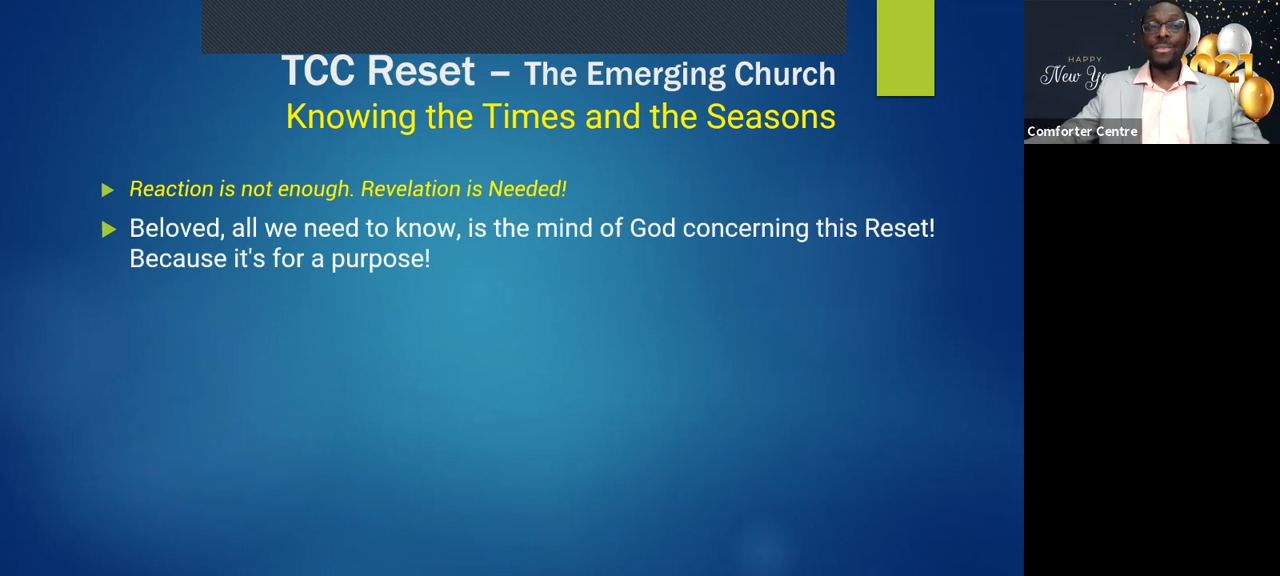 TCC Reset – The Emerging Church
Knowing the Times and the Seasons
Reaction is not enough. Revelation is Needed!
Beloved, all we need to know, is the mind of God concerning this Reset!
Because it's for a purpose!
HAPPY
New
2021
Comforter Centre